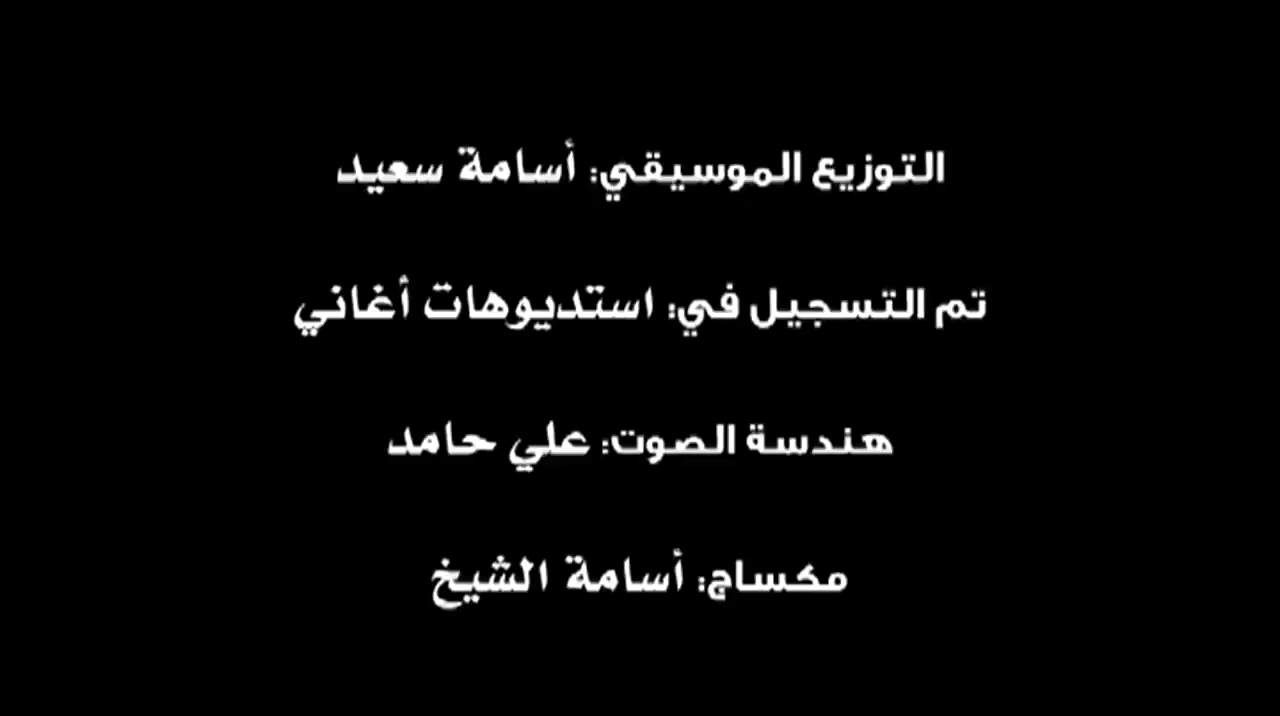 التوزيع الموسيقي: أسامة سعيد
تم التسجيل في: استديوهات أغاني
هندسة الصوت: علي حامد
مكساج: أسامة الشيخ